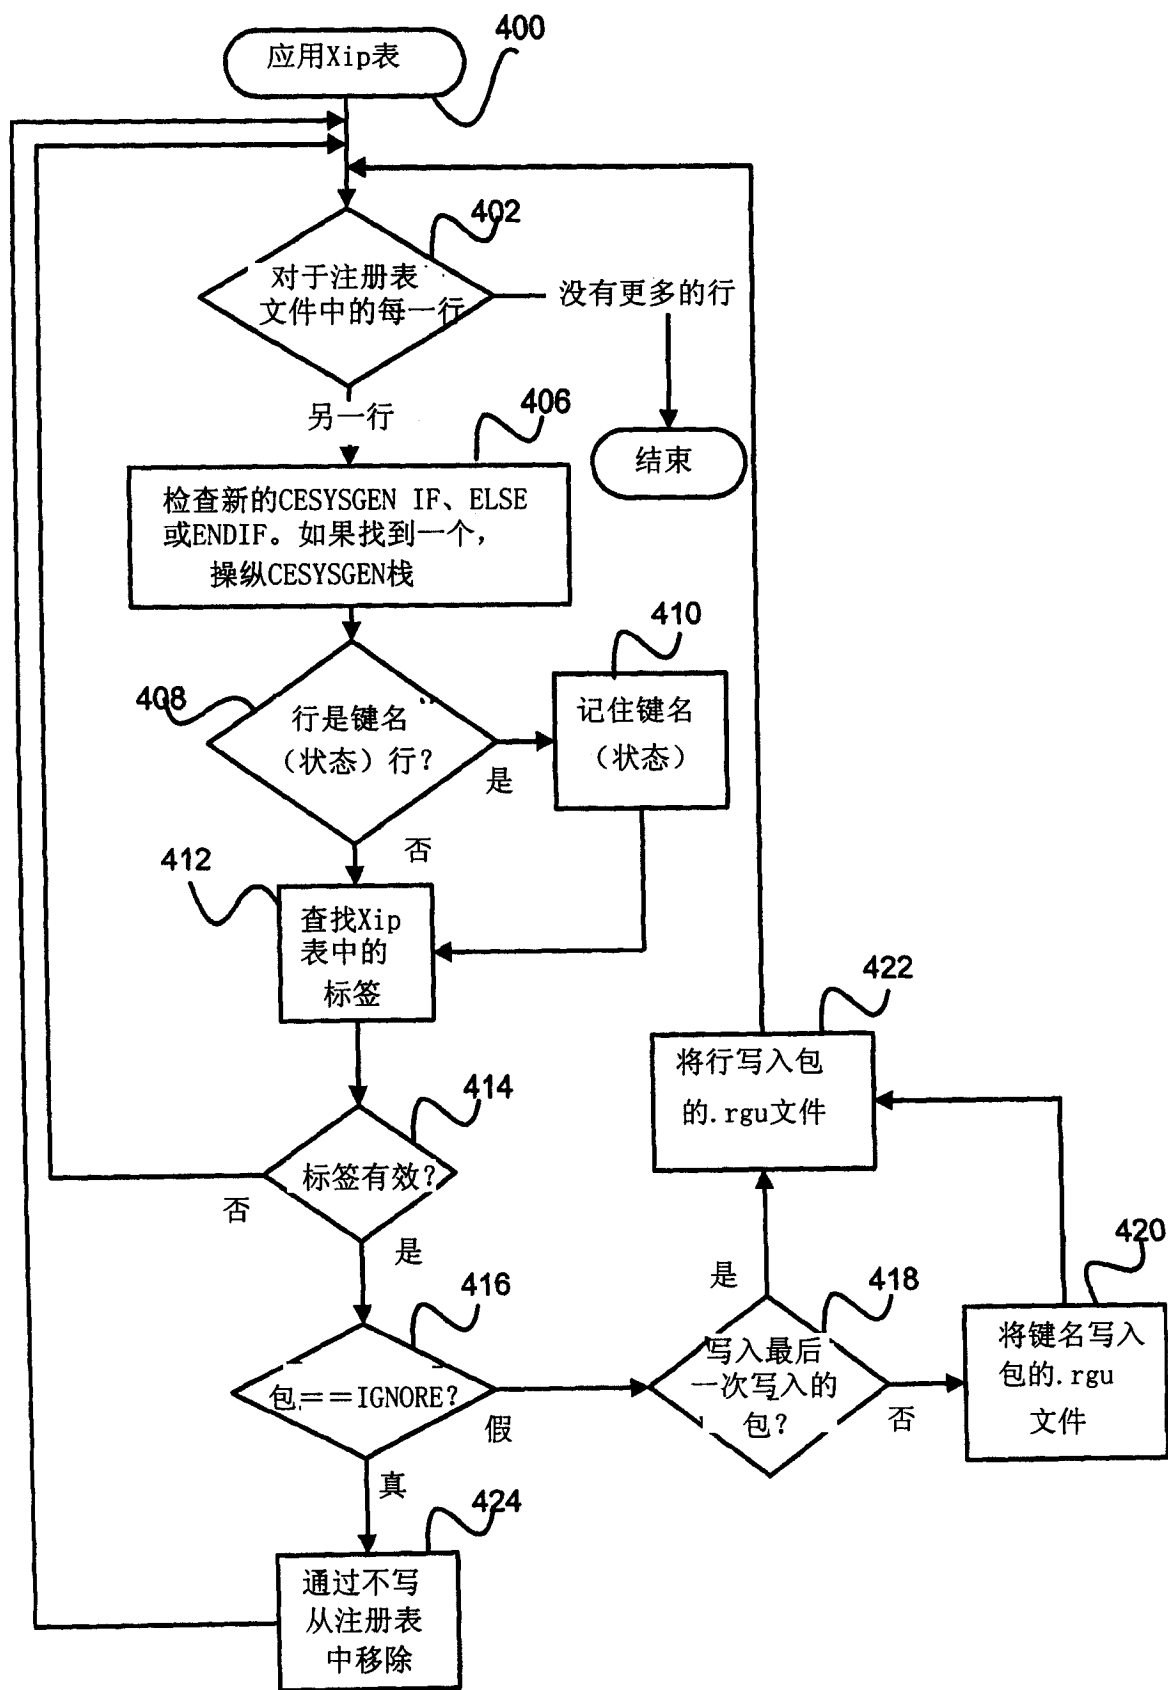 400
应用Xip表
402
对于注册表
文件中的每一行
没有更多的行
另一行
结束
406
检查新的CESYSGEN IF、ELSE
或ENDIF。如果找到一个，
操纵CESYSGEN栈
408
行是键名
（状态）行？
是
否
410
记住键名
（状态）
412
查找Xip
表中的
标签
414
标签有效？
否
是
416
包==IGNORE？
假
真
418
写入最后
一次写入的
包？
是
否
420
将键名写入
包的.rgu
文件
422
将行写入包
的.rgu文件
424
通过不写
从注册表
中移除